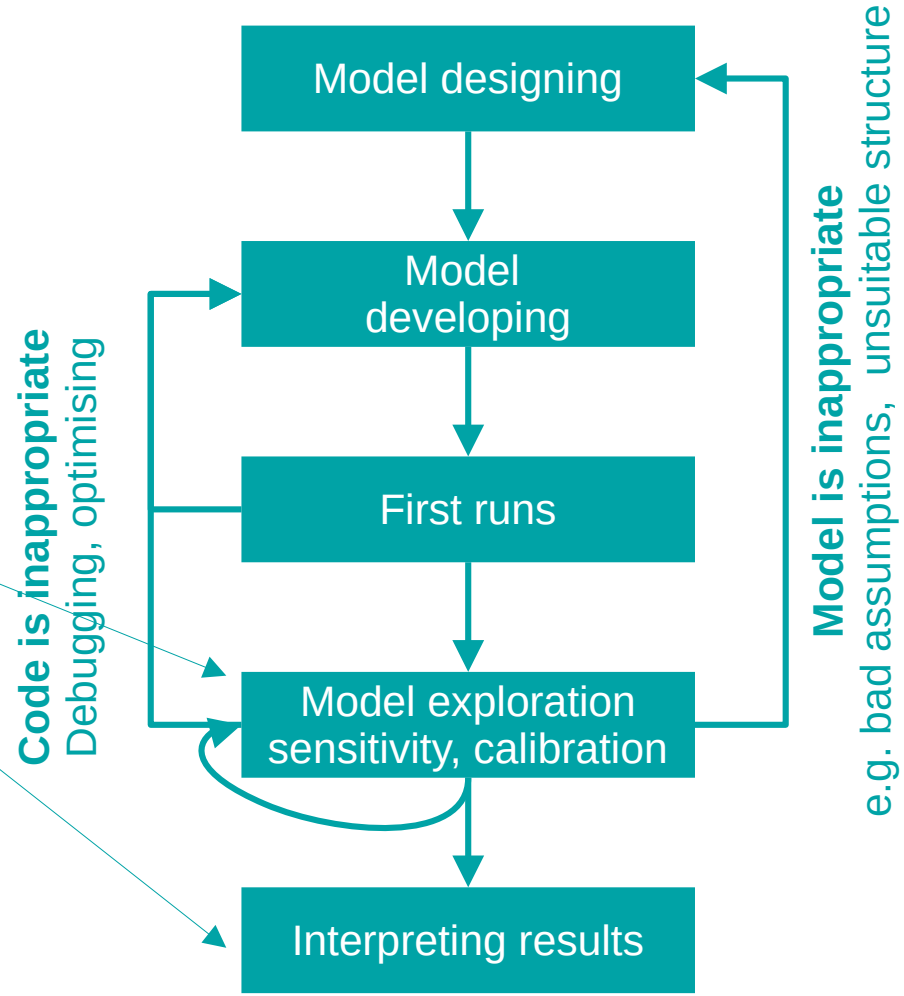 Model designing
Model
developing
First runs
Model exploration
sensitivity, calibration
Interpreting results
Code is inappropriate
Debugging, optimising
Model is inappropriate
e.g. bad assumptions, unsuitable structure